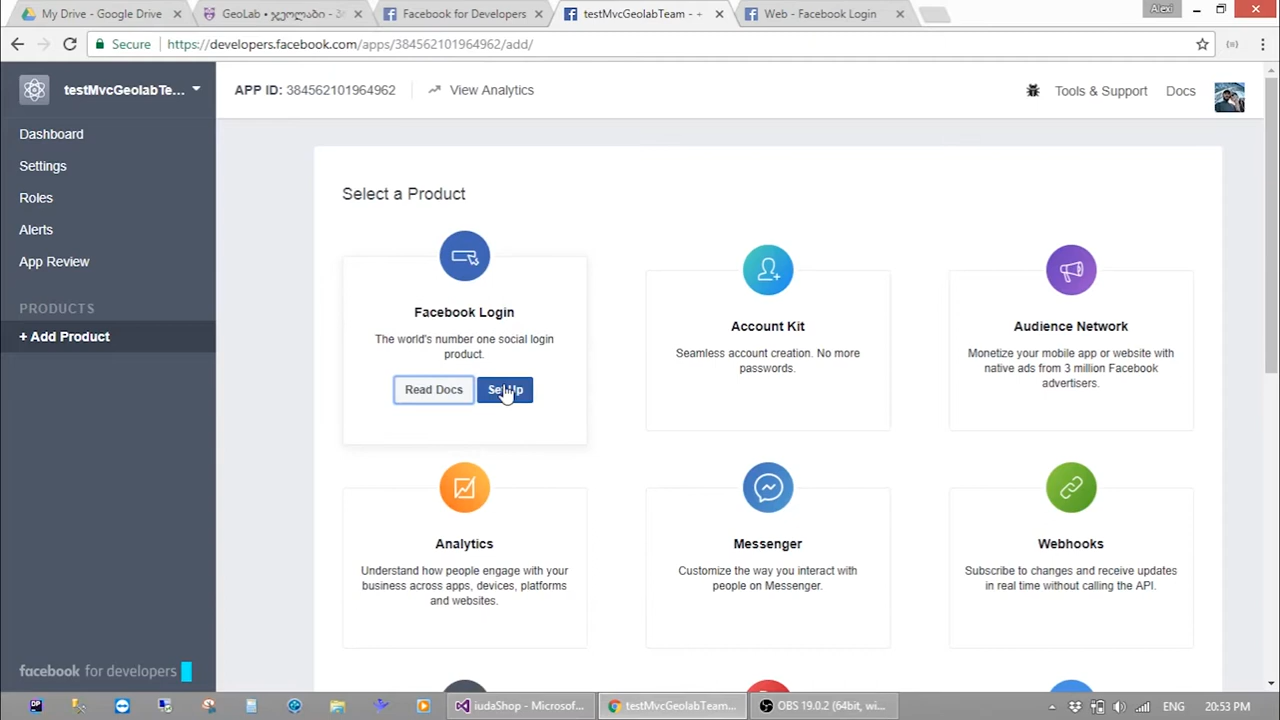 My Drive - Google Drive
GeoLab • ჯეოლაბი -
Facebook for Developers
testMvcGeolabTeam - +
Web - Facebook Login
Alexi
Secure
https://developers.facebook.com/apps/384562101964962/add/
testMvcGeolabTe...
APP ID: 384562101964962
View Analytics
Tools & Support
Docs
Dashboard
Settings
Roles
Alerts
App Review
PRODUCTS
+ Add Product
Select a Product
Facebook Login
The world's number one social login
product.
Read Docs
Set Up
Account Kit
Seamless account creation. No more
passwords.
Audience Network
Monetize your mobile app or website with
native ads from 3 million Facebook
advertisers.
Analytics
Understand how people engage with your
business across apps, devices, platforms
and websites.
Messenger
Customize the way you interact with
people on Messenger.
Webhooks
Subscribe to changes and receive updates
in real time without calling the API.
facebook for developers
iudaShop - Microsof...
testMvcGeolabTeam...
OBS 19.0.2 (64bit, wi...
ENG
20:53 PM